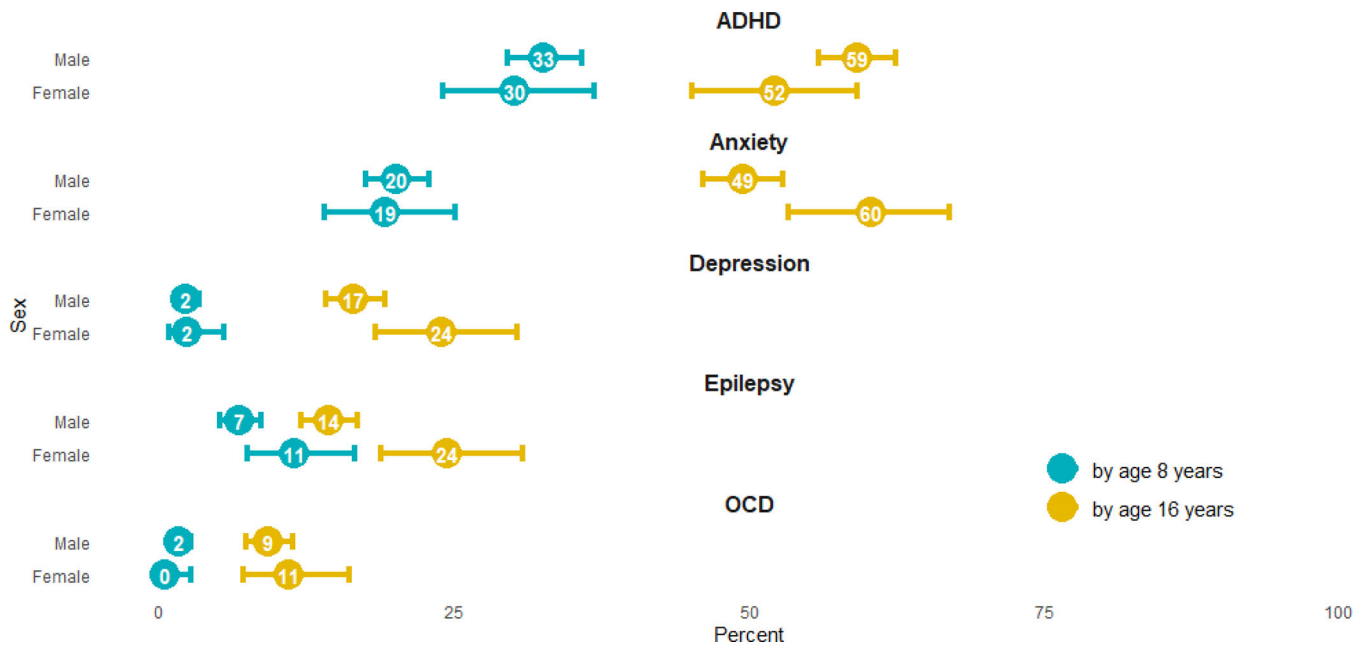 ADHD
Male 33 59
Female 30 52
Anxiety
Male 20 49
Female 19 60
Depression
Male 2 17
Female 2 24
Sex
Epilepsy
Male 7 14
Female 11 24
by age 8 years
OCD
by age 16 years
Male 2 9
Female 0 11
0 25 50 75 100
Percent